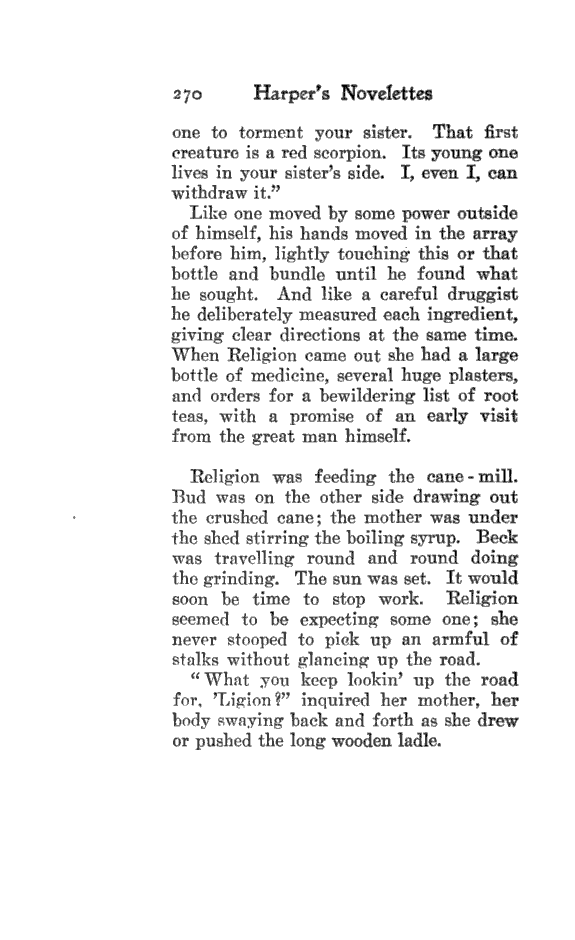 270 Harper's Novelettes
one to torment your sister. That first
creature is a red scorpion. Its young one
lives in your sister's side. I, even I, can
withdraw it.”
Like one moved by some power outside
of himself, his hands moved in the array
before him, lightly touching this or that
bottle and bundle until he found what
he sought. And like a careful druggist
he deliberately measured each ingredient,
giving clear directions at the same time.
When Religion came out she had a large
bottle of medicine, several huge plasters,
and orders for a bewildering list of root
teas, with a promise of an early visit
from the great man himself.
Religion was feeding the cane-mill.
Bud was on the other side drawing out
the crushed cane; the mother was under
the shed stirring the boiling syrup. Beck
was travelling round and round doing
the grinding. The sun was set. It would
soon be time to stop work. Religion
seemed to be expecting some one; she
never stooped to pick up an armful of
stalks without glancing up the road.
“What you keep lookin' up the road
for, 'Ligion?” inquired her mother, her
body swaying back and forth as she drew
or pushed the long wooden ladle.